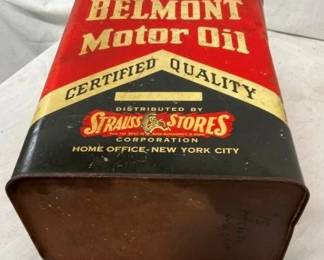 BELMONT
Motor Oil
CERTIFIED QUALITY
DISTRIBUTED BY
STRAUSS STORES
CORPORATION
HOME OFFICE-NEW YORK CITY